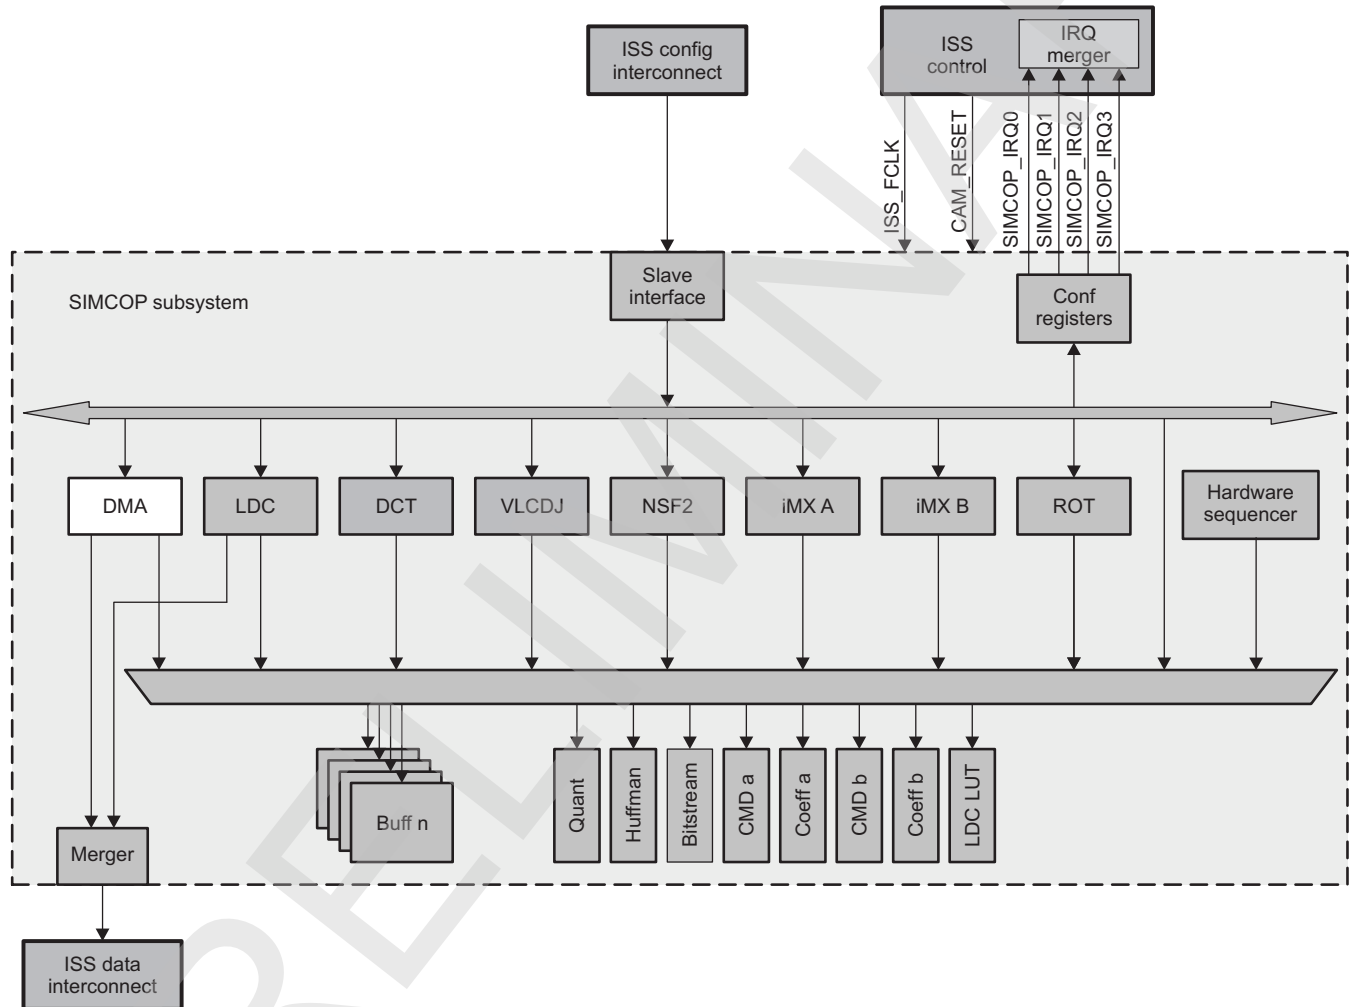 ISS config
interconnect
ISS
control
IRQ
merger
ISS_FCLK
CAM_RESET
SIMCOP_IRQ0
SIMCOP_IRQ1
SIMCOP_IRQ2
SIMCOP_IRQ3
SIMCOP subsystem
Slave
interface
Conf
registers
DMA
LDC
DCT
VLCDJ
NSF2
iMX A
iMX B
ROT
Hardware
sequencer
Buff n
Quant
Huffman
Bitstream
CMD a
Coeff a
CMD b
Coeff b
LDC LUT
Merger
ISS data
interconnect